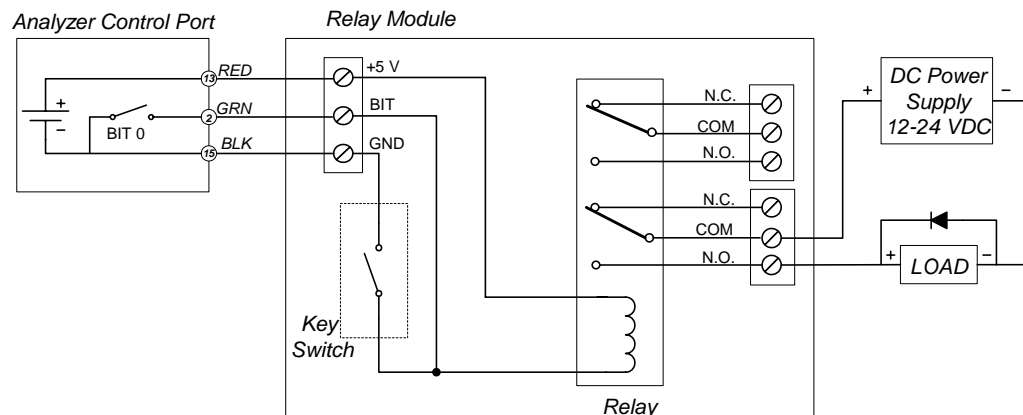 Analyzer Control Port
Relay Module
13
RED
+5 V
+
−
BIT 0
2
GRN
BIT
15
BLK
GND
Key
Switch
N.C.
COM
N.O.
N.C.
COM
N.O.
Relay
+
DC Power
Supply
12-24 VDC
−
+
LOAD
−